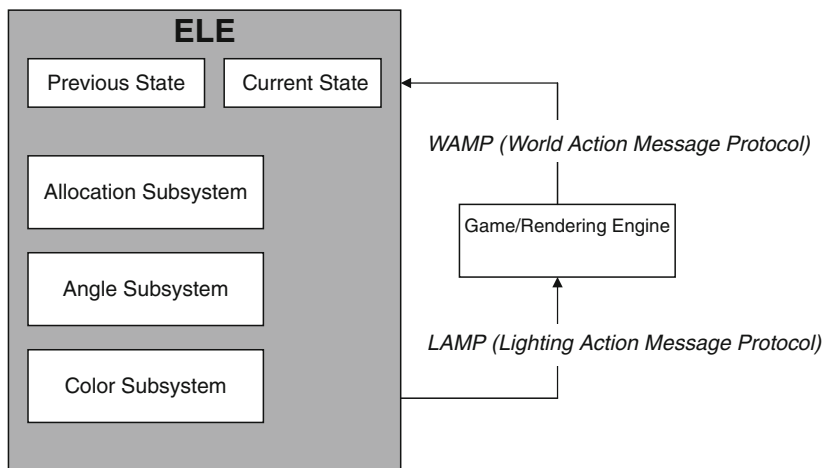 ELE
Previous State
Current State
WAMP (World Action Message Protocol)
Allocation Subsystem
Game/Rendering Engine
Angle Subsystem
LAMP (Lighting Action Message Protocol)
Color Subsystem